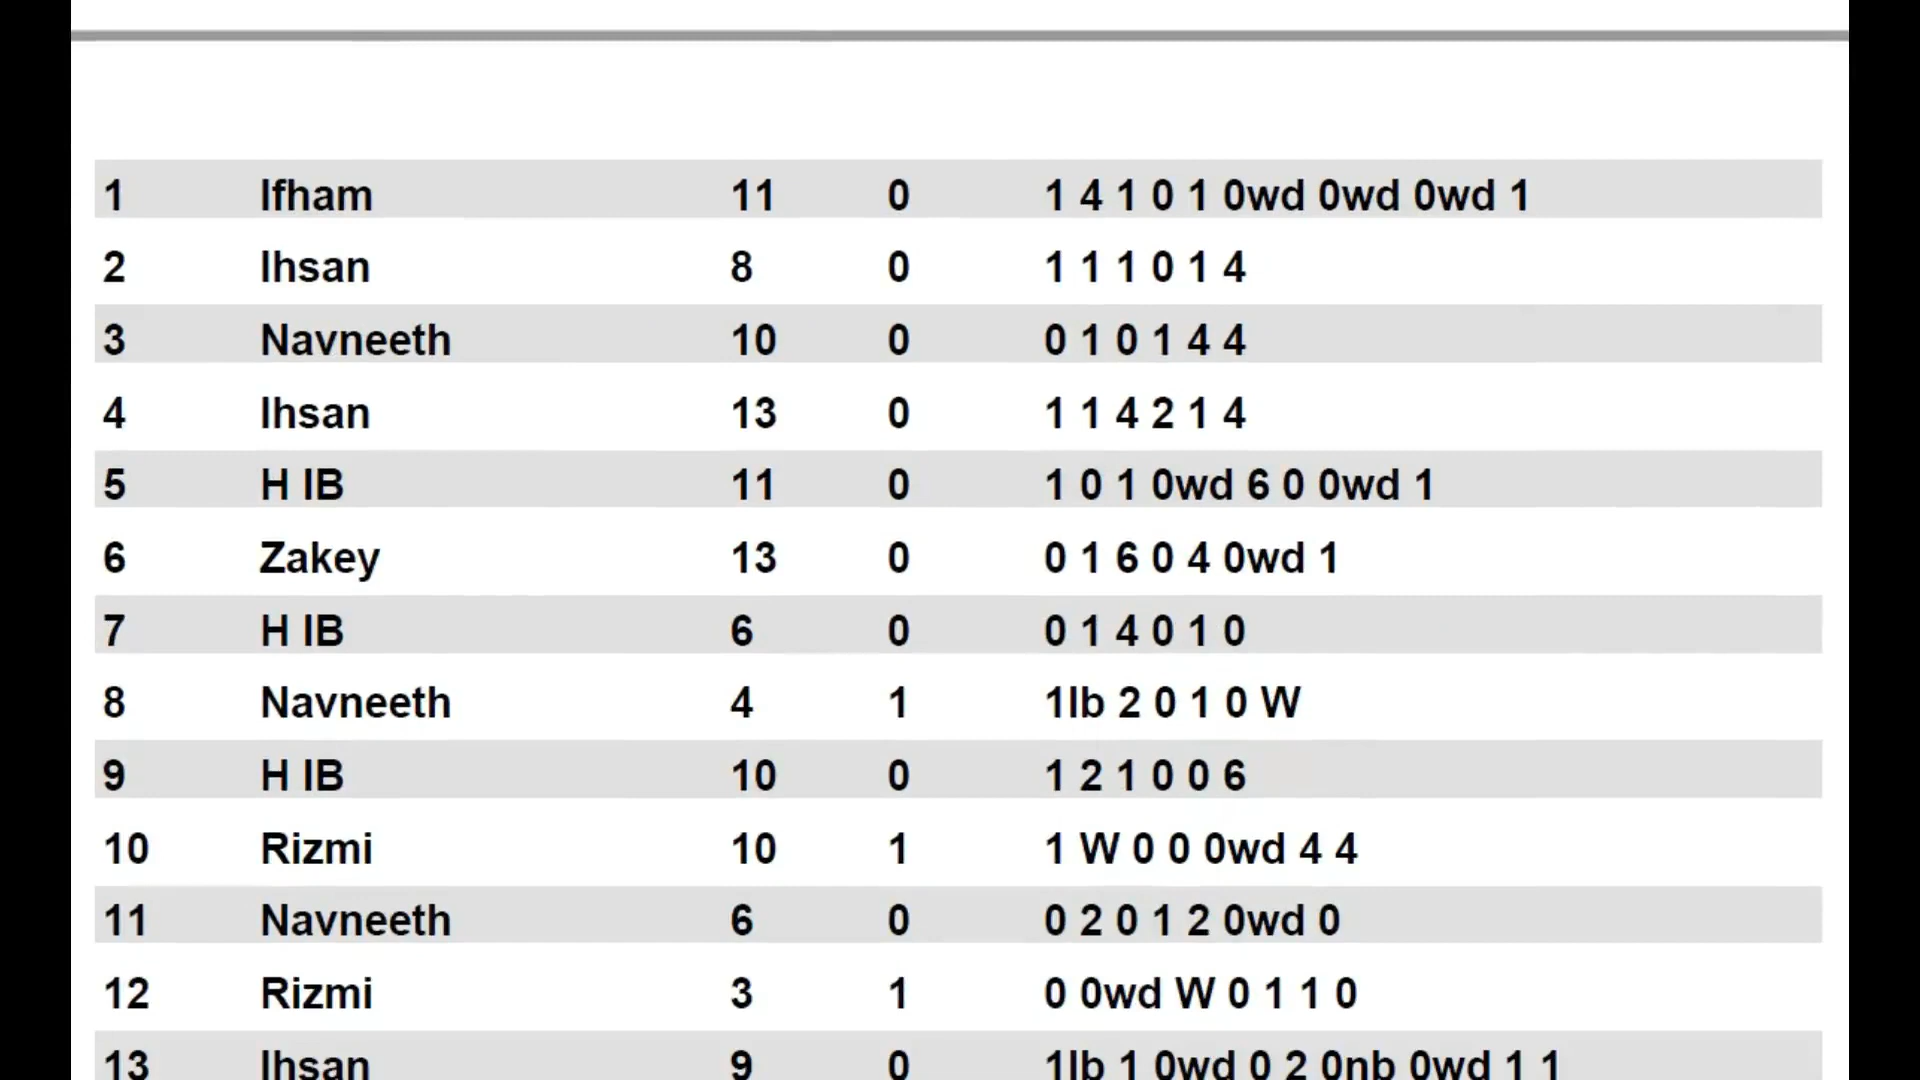 1 Ifham 11 0 1 4 1 0 1 0wd 0wd 0wd 1
2 Ihsan 8 0 1 1 1 0 1 4
3 Navneeth 10 0 0 1 0 1 4 4
4 Ihsan 13 0 1 1 4 2 1 4
5 H IB 11 0 1 0 1 0wd 6 0 0wd 1
6 Zakey 13 0 0 1 6 0 4 0wd 1
7 H IB 6 0 0 1 4 0 1 0
8 Navneeth 4 1 1lb 2 0 1 0 W
9 H IB 10 0 1 2 1 0 0 6
10 Rizmi 10 1 1 W 0 0 0wd 4 4
11 Navneeth 6 0 0 2 0 1 2 0wd 0
12 Rizmi 3 1 0 0wd W 0 1 1 0
13 Ihsan 9 0 1lb 1 0wd 0 2 0nb 0wd 1 1